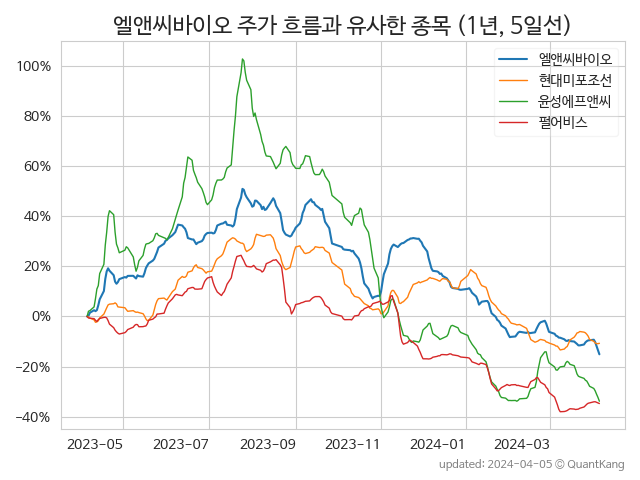 엘앤씨바이오 주가 흐름과 유사한 종목 (1년, 5일선)
엘앤씨바이오
현대미포조선
윤성에프앤씨
펄어비스
100%
80%
60%
40%
20%
0%
−20%
−40%
2023-05 2023-07 2023-09 2023-11 2024-01 2024-03
updated: 2024-04-05 © QuantKang